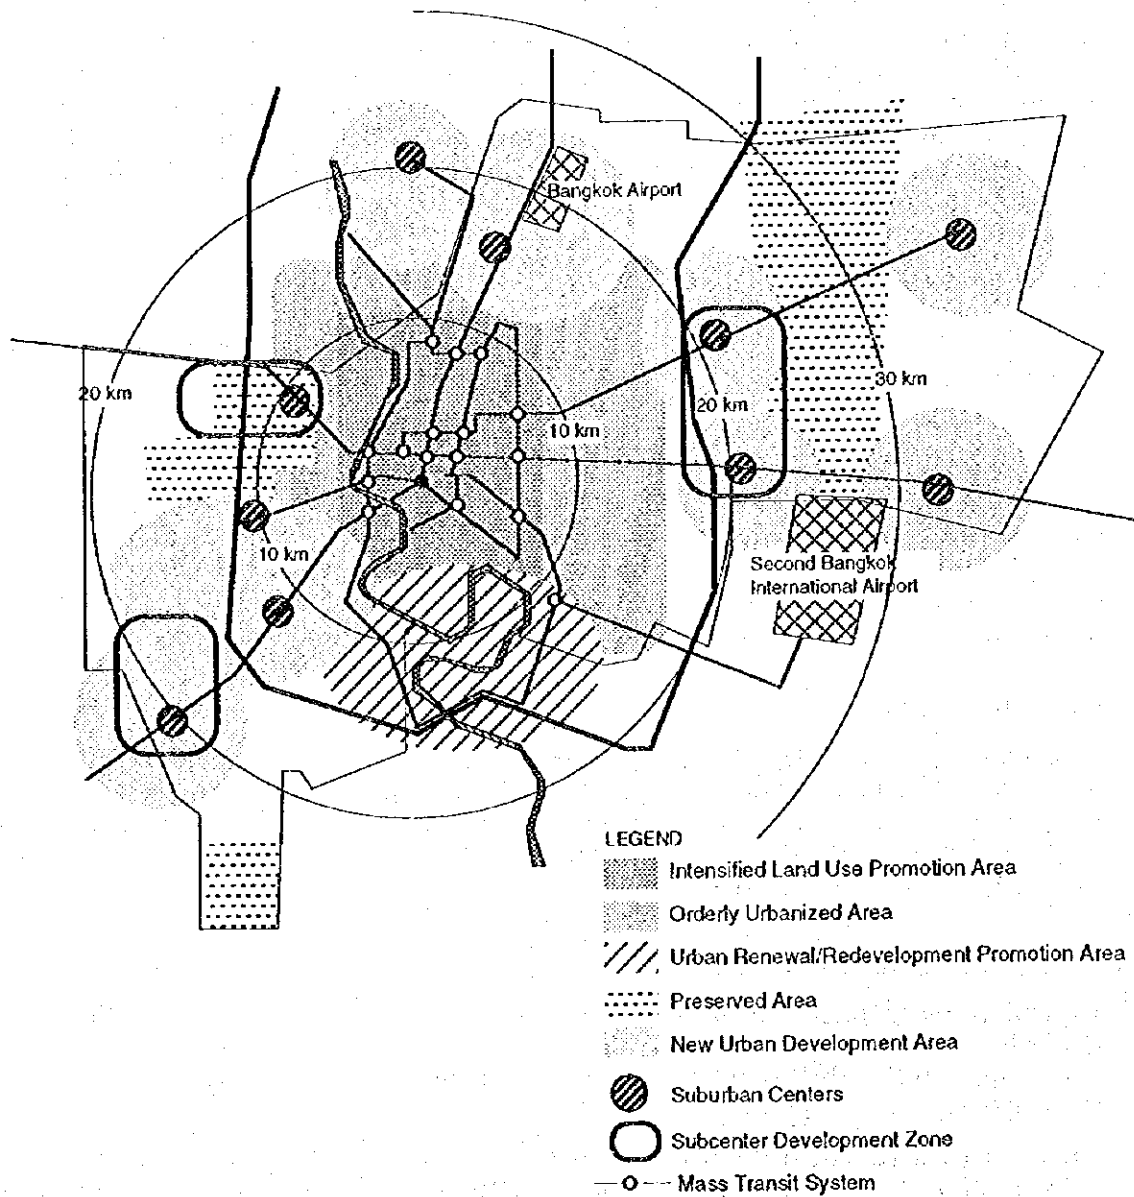 Bangkok Airport
20 km
30 km
20 km
10 km
10 km
Second Bangkok
International Airport
LEGEND
Intensified Land Use Promotion Area
Orderly Urbanized Area
Urban Renewal/Redevelopment Promotion Area
Preserved Area
New Urban Development Area
Suburban Centers
Subcenter Development Zone
Mass Transit System